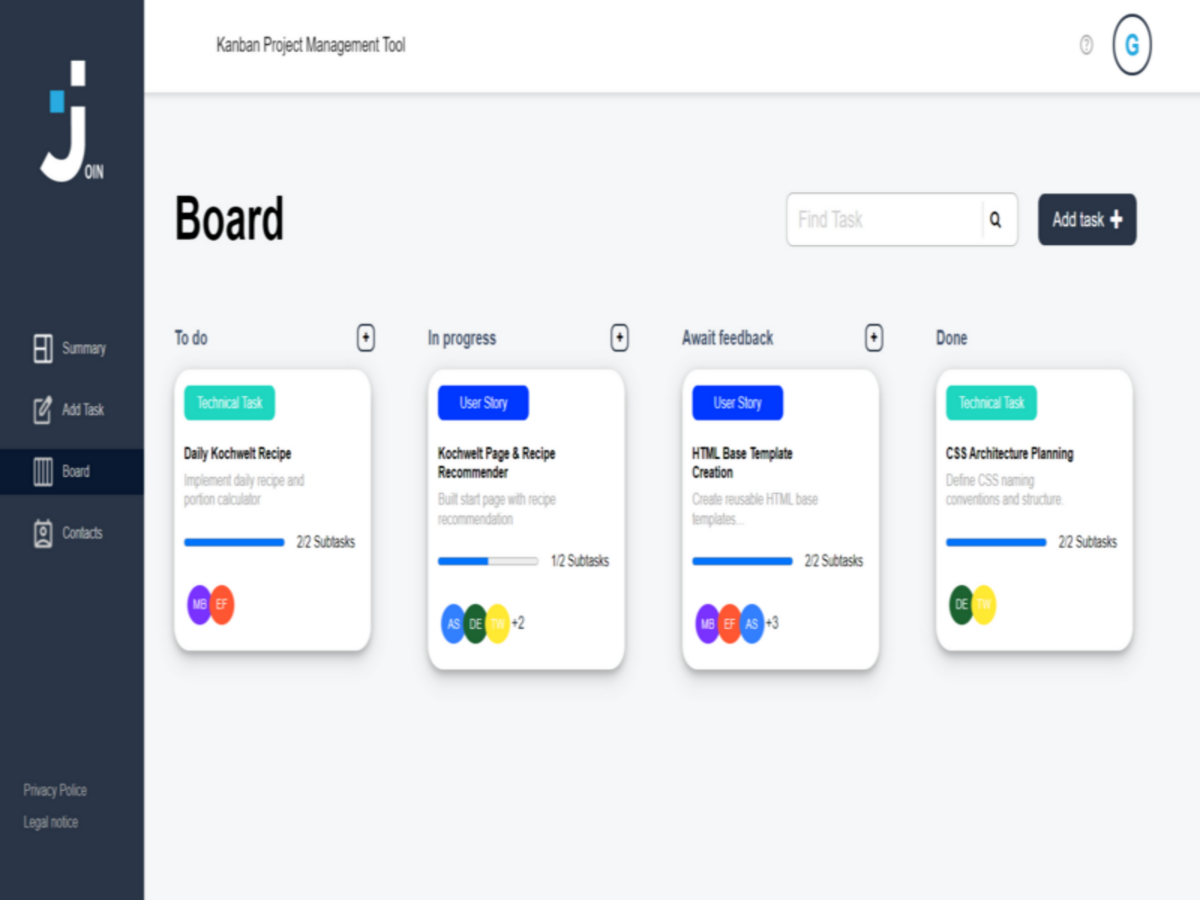 Kanban Project Management Tool
G
JOIN
Board
Find Task
Add task
Summary
Add Task
Board
Contacts
Privacy Police
Legal notice
To do
Technical Task
Daily Kochwelt Recipe
Implement daily recipe and
portion calculator
2/2 Subtasks
MB EF
In progress
User Story
Kochwelt Page & Recipe
Recommender
Built start page with recipe
recommendation
1/2 Subtasks
AS DE TW +2
Await feedback
User Story
HTML Base Template
Creation
Create reusable HTML base
templates...
2/2 Subtasks
MB EF AS +3
Done
Technical Task
CSS Architecture Planning
Define CSS naming
conventions and structure.
2/2 Subtasks
DE TW